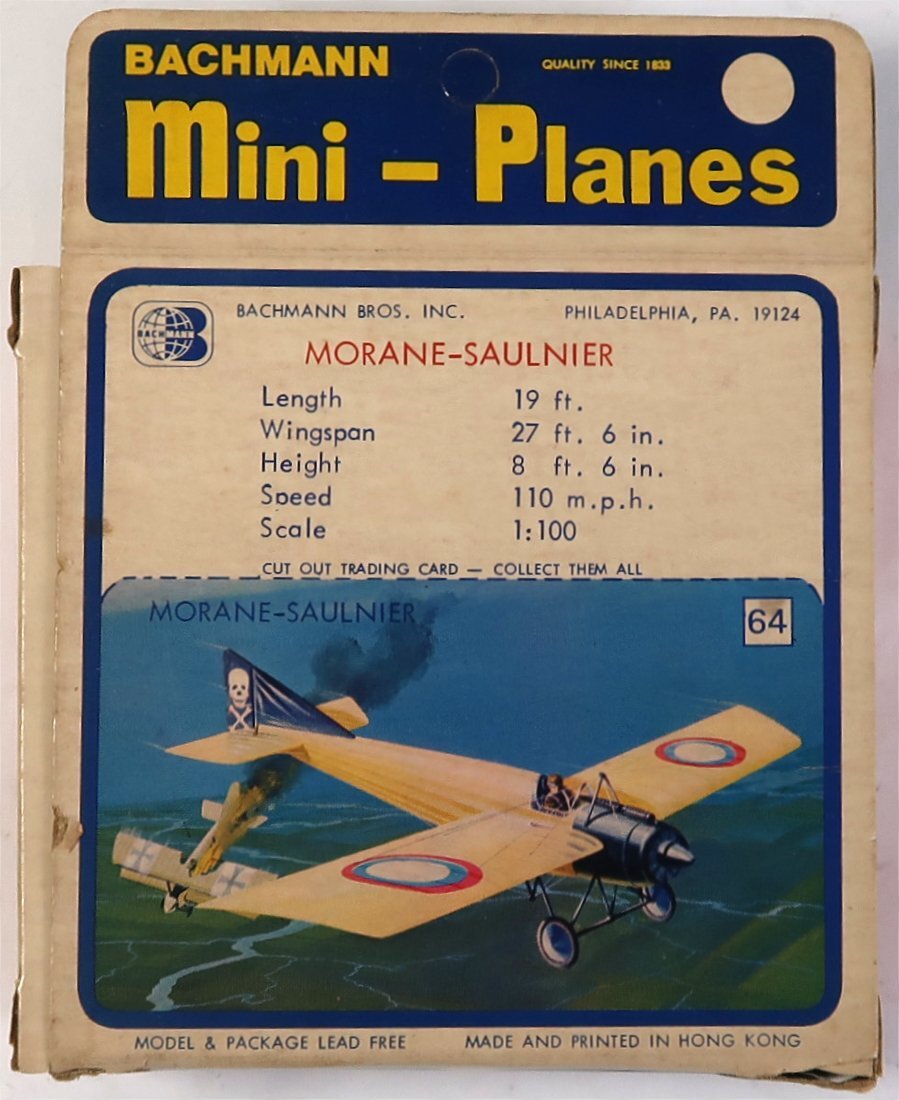 BACHMANN
QUALITY SINCE 1833
Mini - Planes
BACHMANN
BACHMANN BROS. INC. PHILADELPHIA, PA. 19124
MORANE-SAULNIER
Length 19 ft.
Wingspan 27 ft. 6 in.
Height 8 ft. 6 in.
Speed 110 m.p.h.
Scale 1:100
CUT OUT TRADING CARD — COLLECT THEM ALL
MORANE-SAULNIER
64
MODEL & PACKAGE LEAD FREE MADE AND PRINTED IN HONG KONG